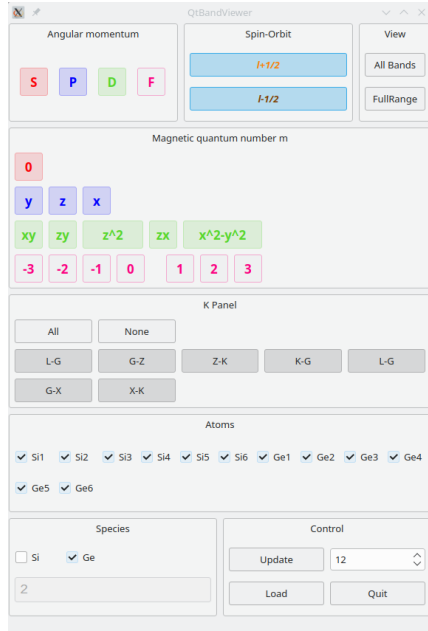 QtBandViewer
Angular momentum
S P D F
Spin-Orbit
l+1/2
l-1/2
View
All Bands
FullRange
Magnetic quantum number m
0
y z x
xy zy z^2 zx x^2-y^2
-3 -2 -1 0 1 2 3
K Panel
All None
L-G G-Z Z-K K-G L-G
G-X X-K
Atoms
Si1 Si2 Si3 Si4 Si5 Si6 Ge1 Ge2 Ge3 Ge4
Ge5 Ge6
Species
Si Ge
2
Control
Update 12
Load Quit